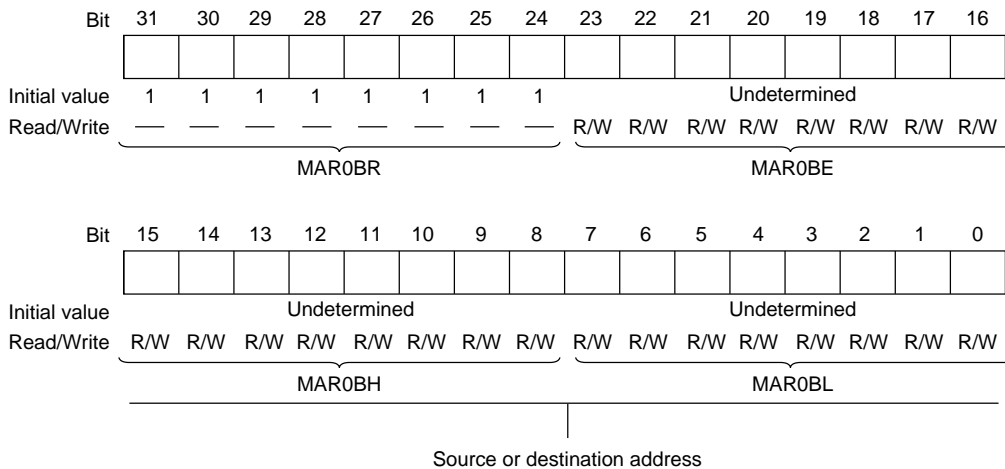 Bit 31 30 29 28 27 26 25 24 23 22 21 20 19 18 17 16
Initial value 1 1 1 1 1 1 1 1 Undetermined
Read/Write — — — — — — — — R/W R/W R/W R/W R/W R/W R/W R/W
MAR0BR MAR0BE
Bit 15 14 13 12 11 10 9 8 7 6 5 4 3 2 1 0
Initial value Undetermined Undetermined
Read/Write R/W R/W R/W R/W R/W R/W R/W R/W R/W R/W R/W R/W R/W R/W R/W R/W
MAR0BH MAR0BL
Source or destination address